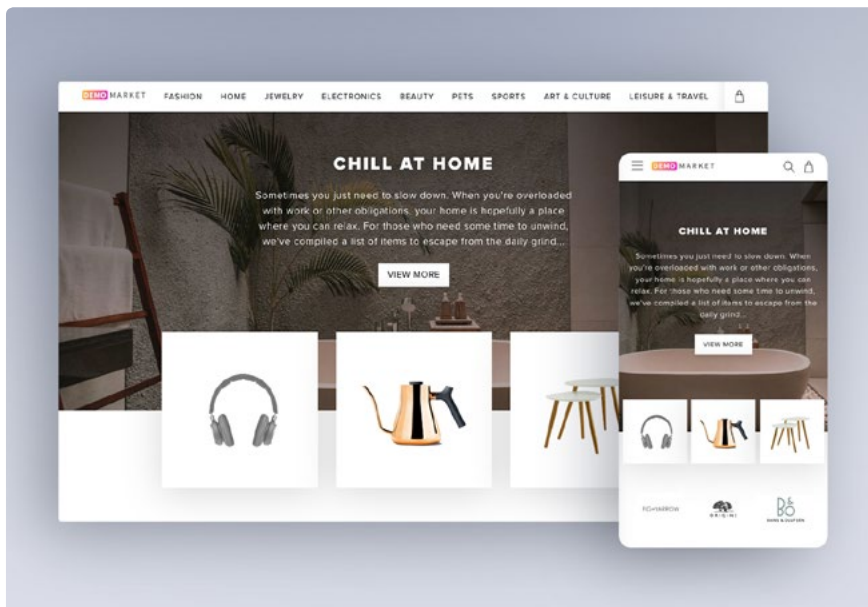 DEMO MARKET FASHION HOME JEWELRY ELECTRONICS BEAUTY PETS SPORTS ART & CULTURE LEISURE & TRAVEL
CHILL AT HOME
Sometimes you just need to slow down. When you're overloaded
with work or other obligations, your home is hopefully a place
where you can relax. For those who need some time to unwind,
we've compiled a list of items to escape from the daily grind...
VIEW MORE
DEMO MARKET
CHILL AT HOME
Sometimes you just need to slow down. When
you're overloaded with work or other obligations,
your home is hopefully a place where you can
relax. For those who need some time to unwind,
we've compiled a list of items to escape from the
daily grind...
VIEW MORE
B&O